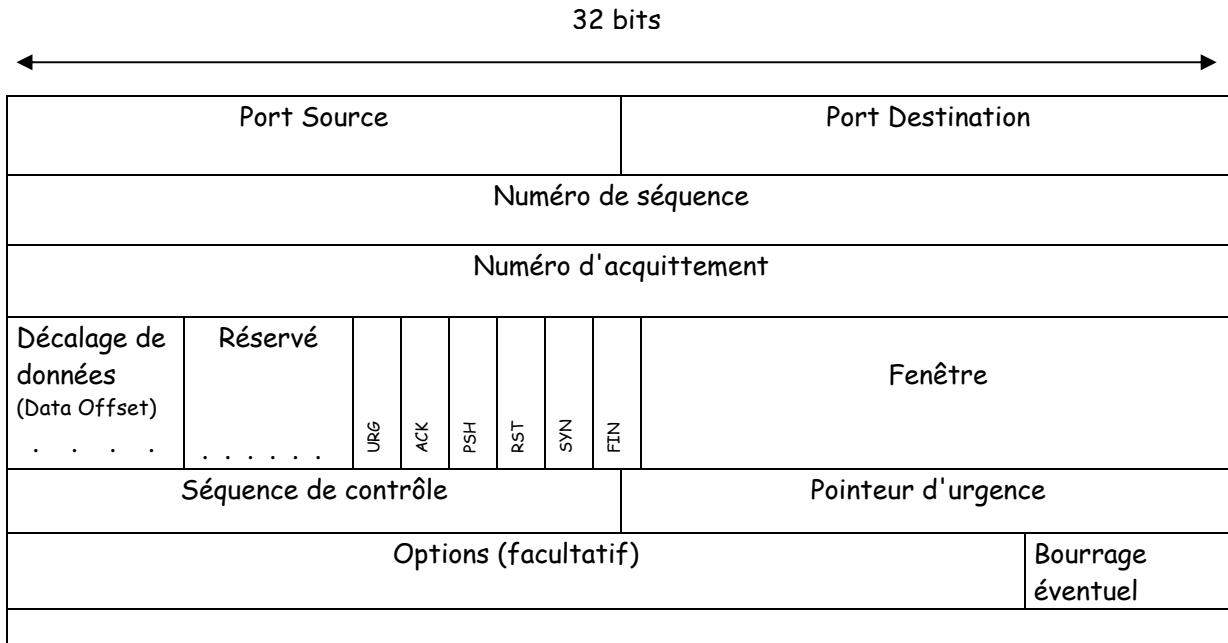 32 bits
Port Source
Port Destination
Numéro de séquence
Numéro d'acquittement
Décalage de
données
(Data Offset)
. . . .
Réservé
. . . . . .
URG
ACK
PSH
RST
SYN
FIN
Fenêtre
Séquence de contrôle
Pointeur d'urgence
Options (facultatif)
Bourrage
éventuel